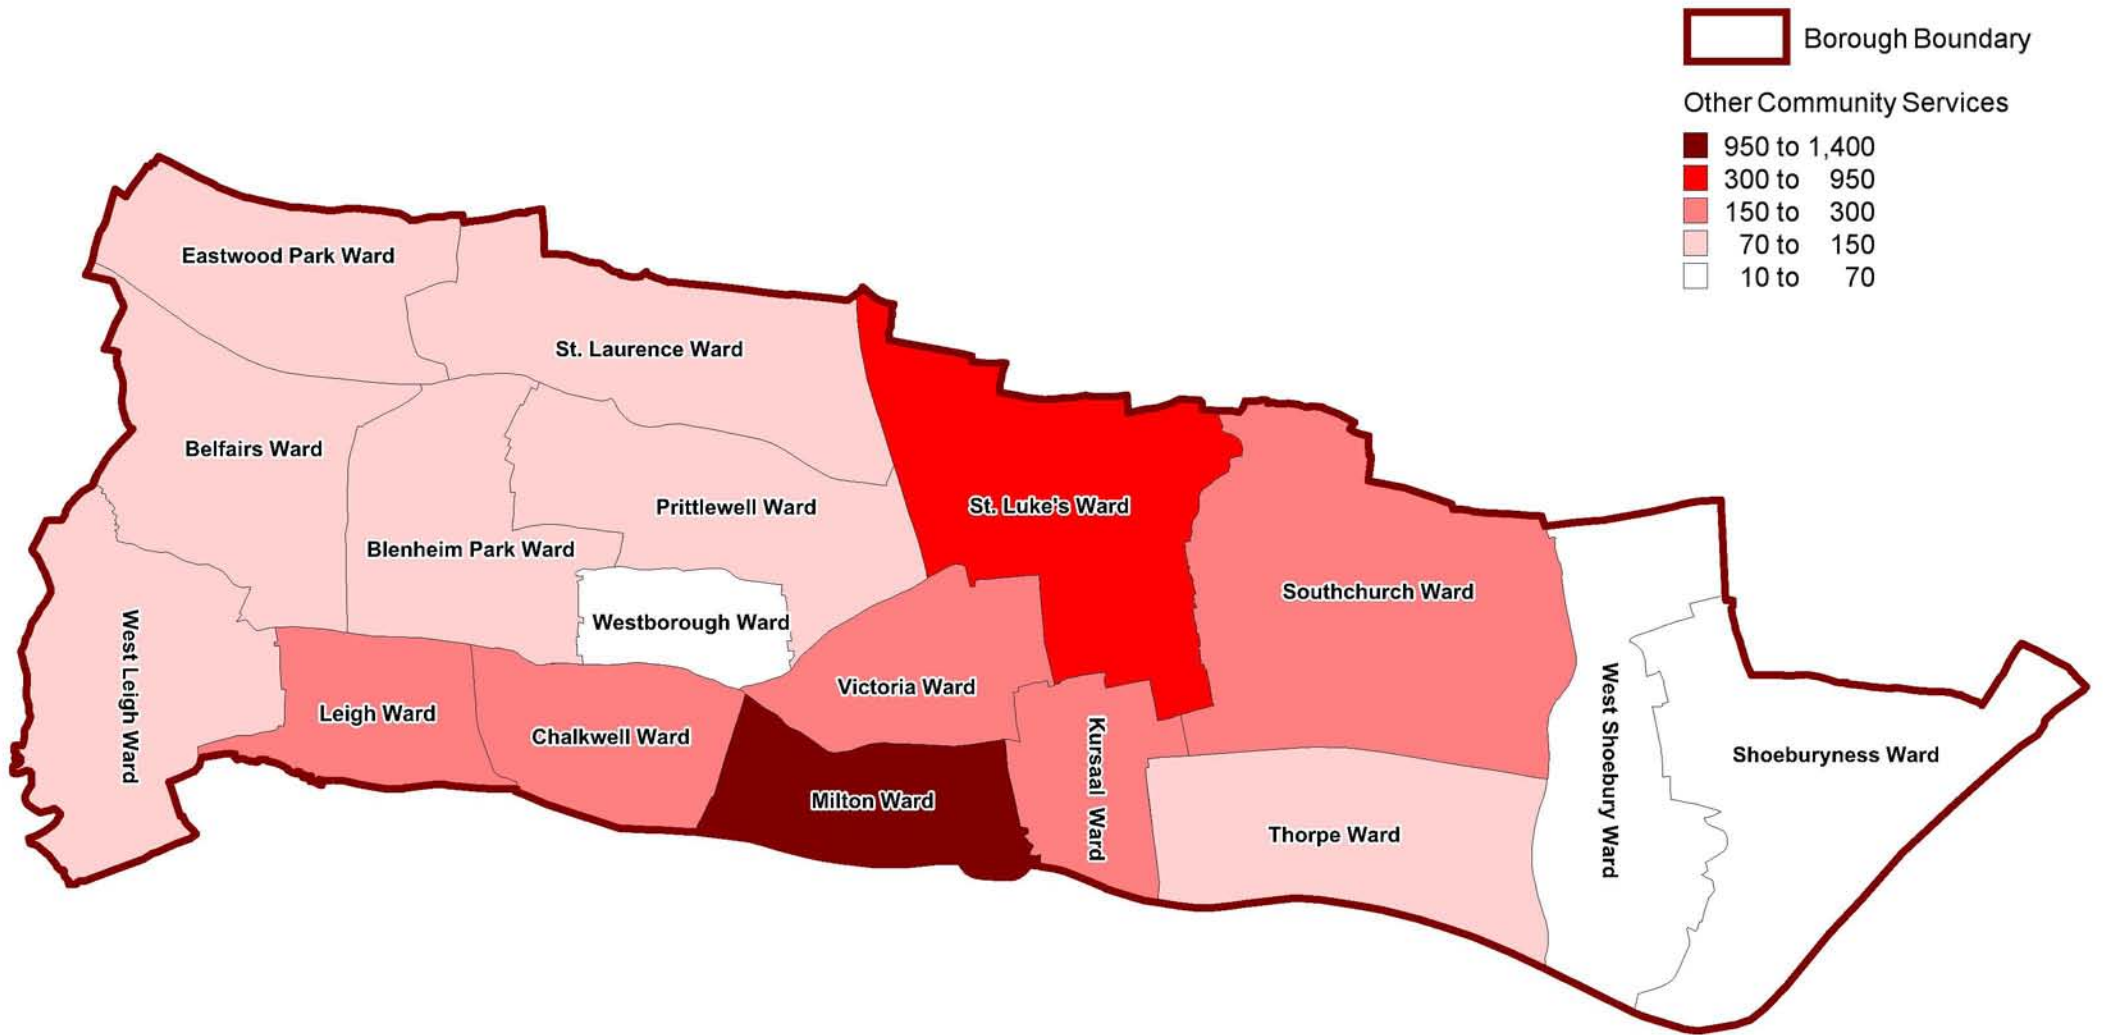 Borough Boundary
Other Community Services
950 to 1,400
300 to 950
150 to 300
70 to 150
10 to 70
Eastwood Park Ward
St. Laurence Ward
Belfairs Ward
Prittlewell Ward
St. Luke's Ward
Blenheim Park Ward
Southchurch Ward
Westborough Ward
West Leigh Ward
Victoria Ward
Leigh Ward
Chalkwell Ward
Kursaal Ward
West Shoebury Ward
Shoeburyness Ward
Milton Ward
Thorpe Ward